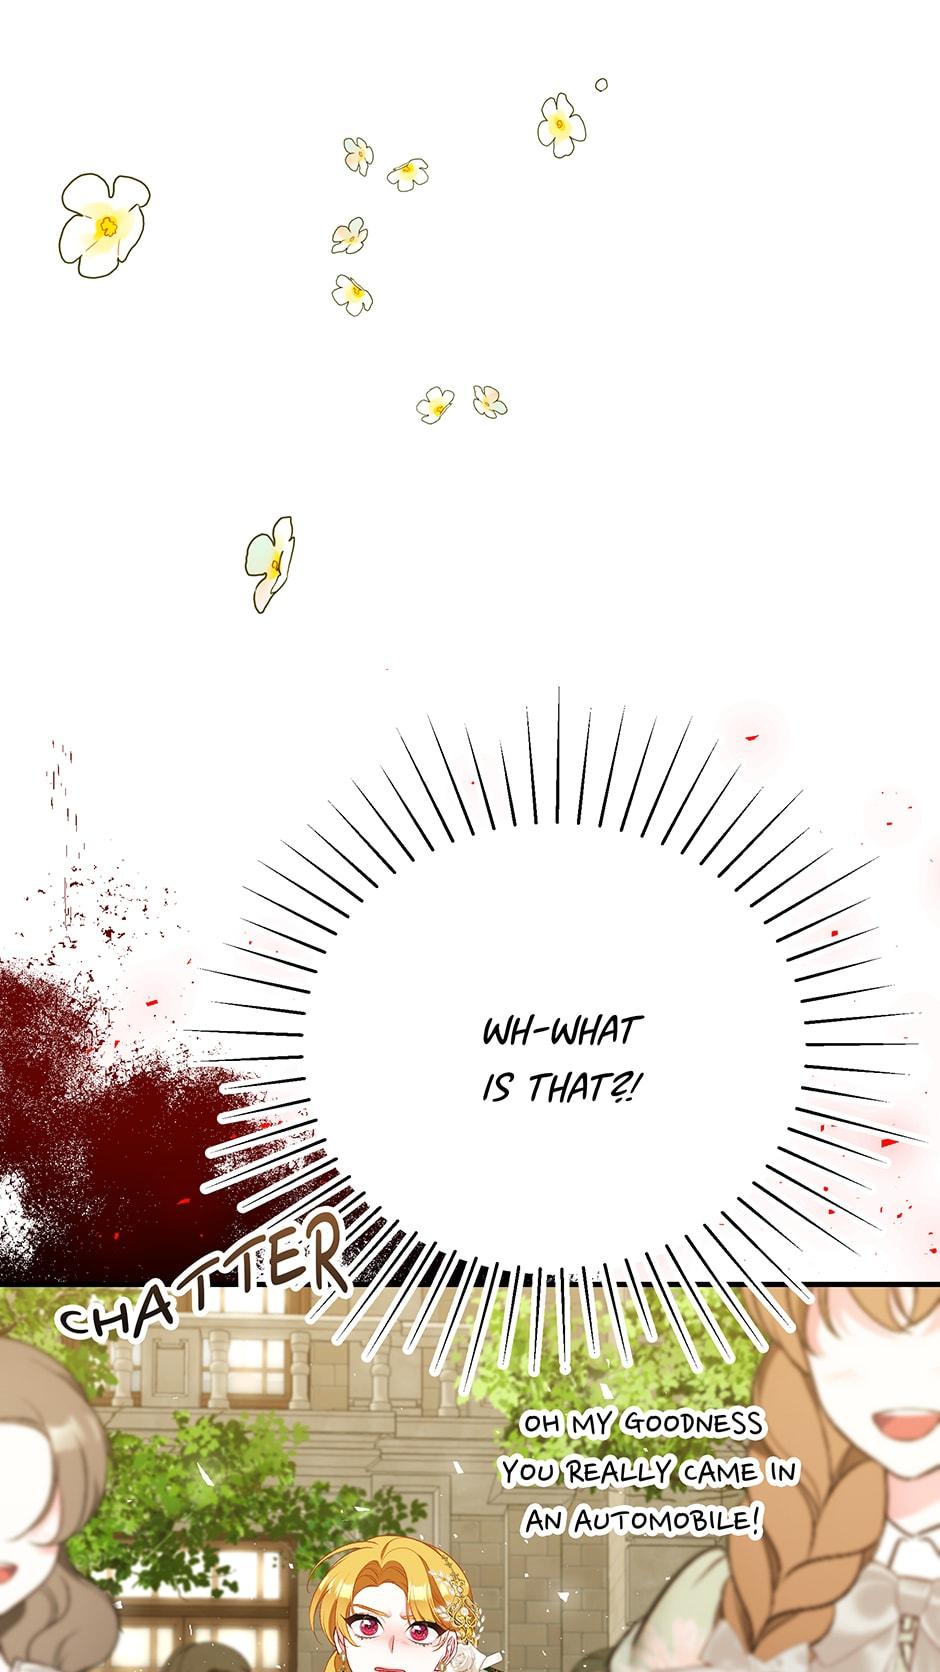 WH-WHAT
IS THAT?!
CHATTER
OH MY GOODNESS
YOU REALLY CAME IN
AN AUTOMOBILE!